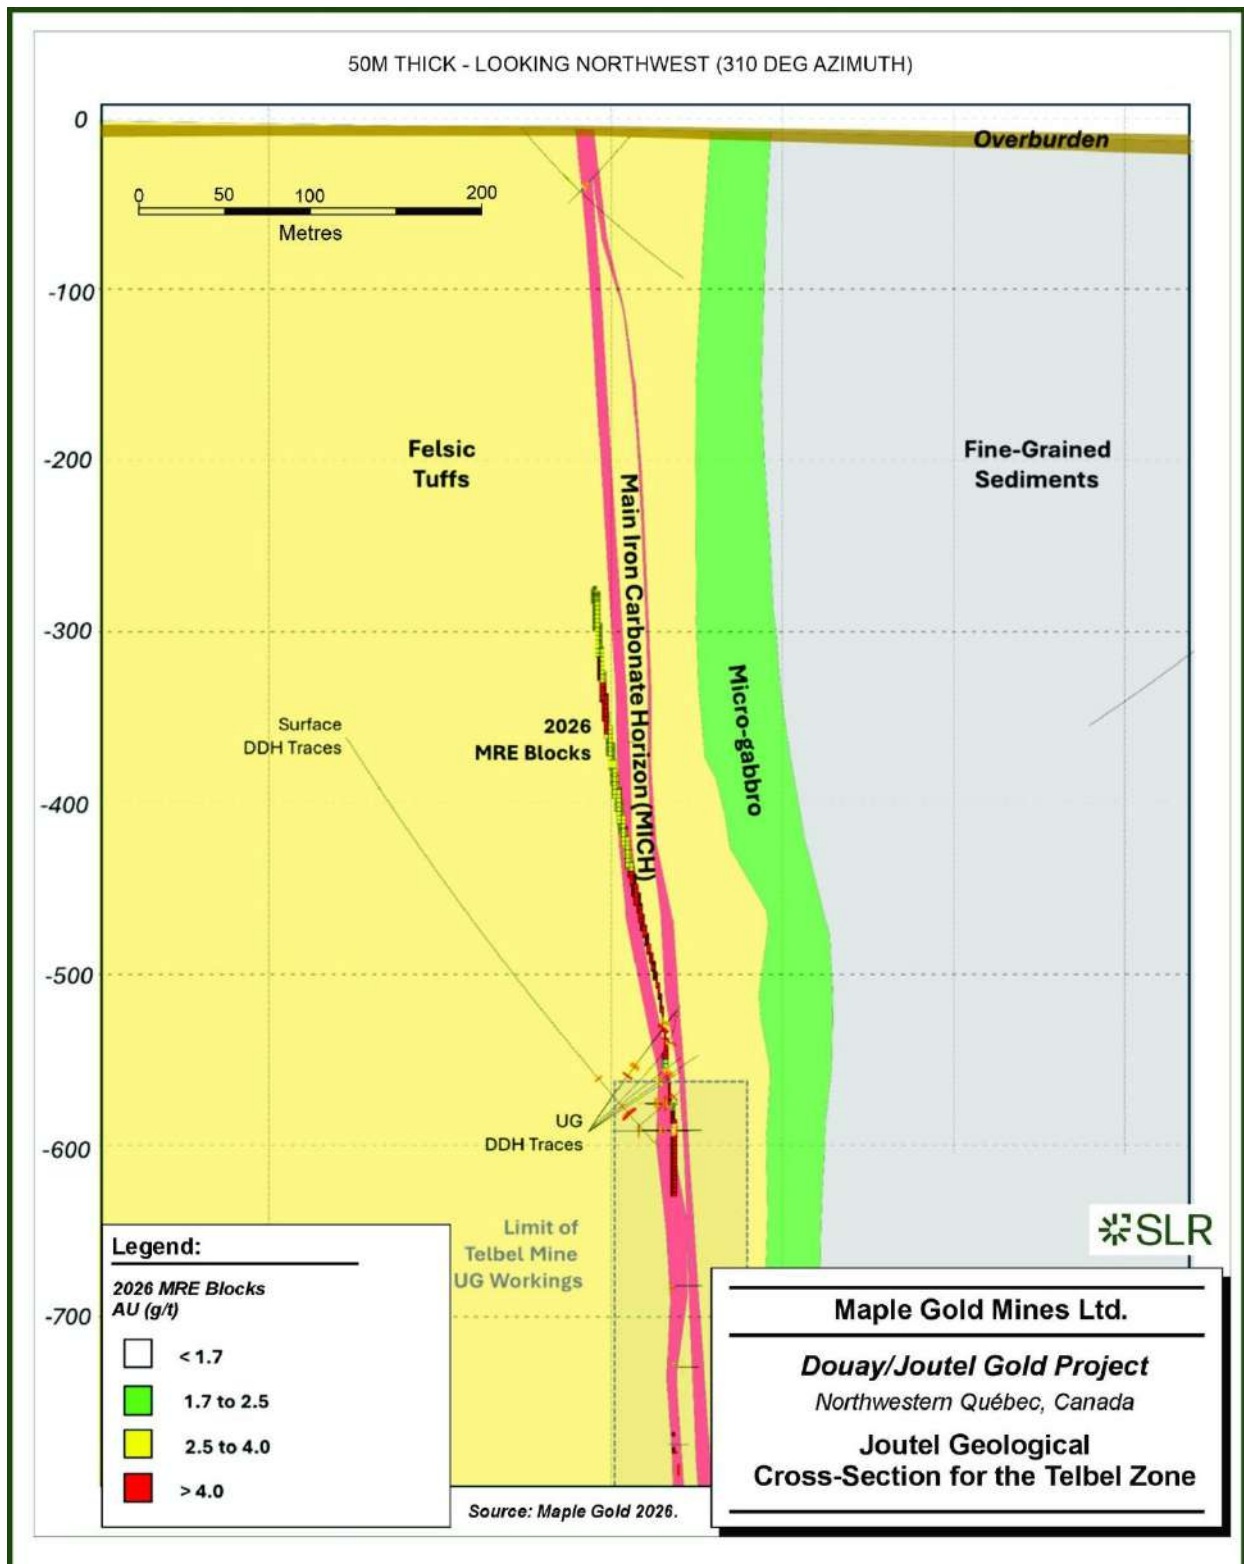 50M THICK - LOOKING NORTHWEST (310 DEG AZIMUTH)
0
Overburden
0 50 100 200
Metres
-100
Felsic
Tuffs
Fine-Grained
Sediments
-200
Main Iron Carbonate Horizon (MICH)
-300
Micro-gabbro
Surface
DDH Traces
2026
MRE Blocks
-400
-500
UG
DDH Traces
-600
Limit of
Telbel Mine
UG Workings
-700
SLR
Legend:
2026 MRE Blocks
AU (g/t)
< 1.7
1.7 to 2.5
2.5 to 4.0
> 4.0
Source: Maple Gold 2026.
Maple Gold Mines Ltd.
Douay/Joutel Gold Project
Northwestern Québec, Canada
Joutel Geological
Cross-Section for the Telbel Zone